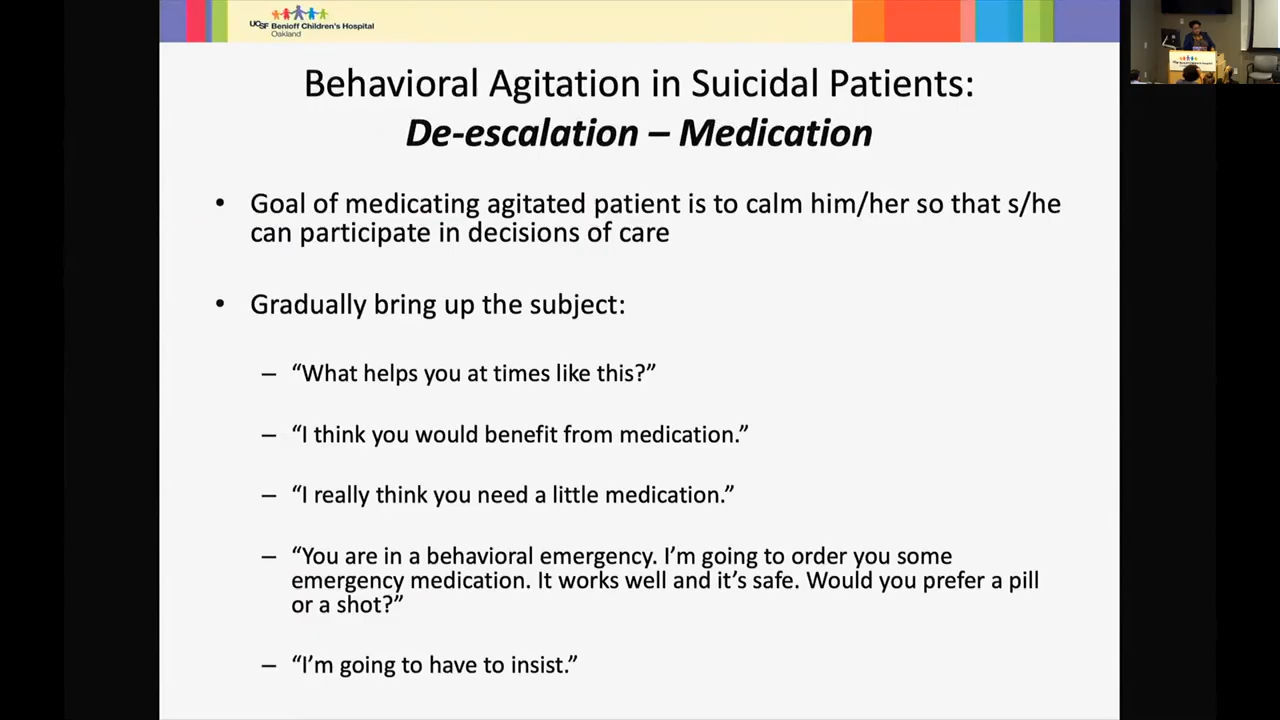 UCSF Benioff Children's Hospital
Oakland
Behavioral Agitation in Suicidal Patients:
De-escalation – Medication
• Goal of medicating agitated patient is to calm him/her so that s/he
can participate in decisions of care
• Gradually bring up the subject:
– “What helps you at times like this?”
– “I think you would benefit from medication.”
– “I really think you need a little medication.”
– “You are in a behavioral emergency. I’m going to order you some
emergency medication. It works well and it’s safe. Would you prefer a pill
or a shot?”
– “I’m going to have to insist.”